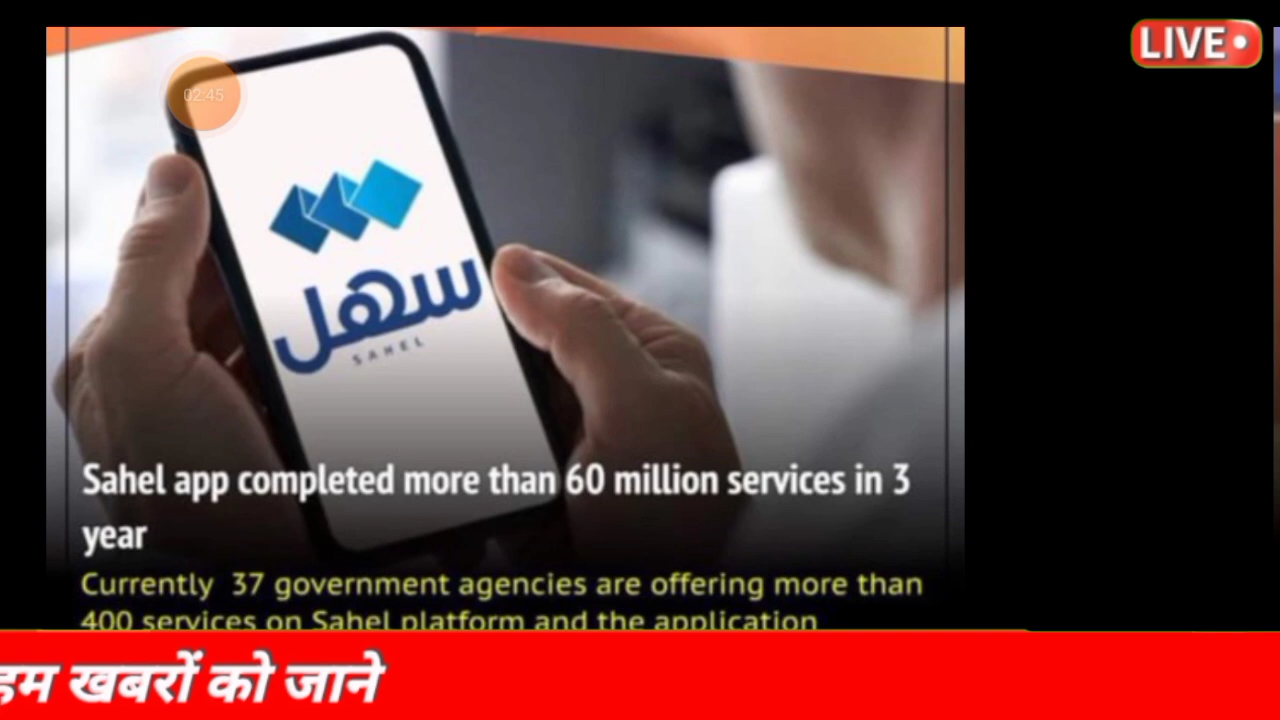 LIVE
02:45
سهل
SAHEL
Sahel app completed more than 60 million services in 3
year
Currently 37 government agencies are offering more than
400 services on Sahel platform and the application
हम खबरों को जाने